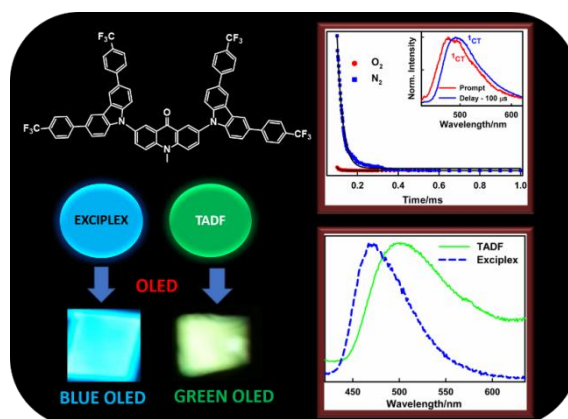 CF₃
CF₃
F₃C
CF₃
O
N
N
N
EXCIPLEX
TADF
OLED
BLUE OLED
GREEN OLED
O₂
N₂
Norm. Intensity
¹CT
¹CT
Prompt
Delay - 100 µs
500
600
Wavelength/nm
0.2
0.4
0.6
0.8
1.0
Time/ms
TADF
Exciplex
450
500
550
600
Wavelength/nm